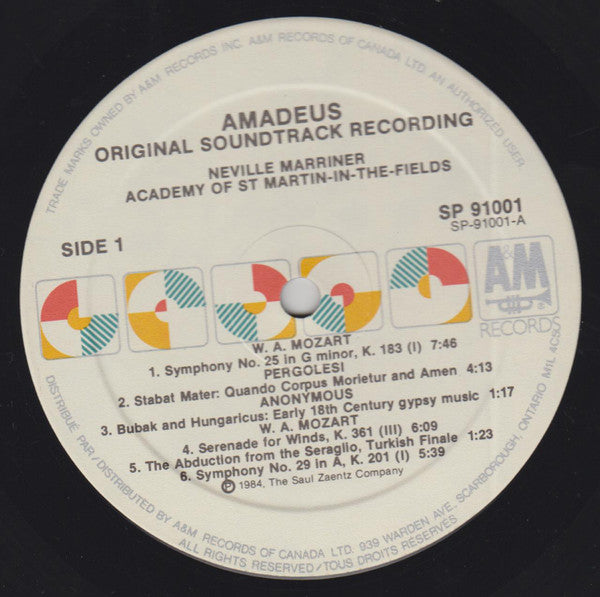 TRADE MARKS OWNED BY A&M RECORDS INC. A&M RECORDS OF CANADA LTD. AN AUTHORIZED USER.
AMADEUS
ORIGINAL SOUNDTRACK RECORDING
NEVILLE MARRINER
ACADEMY OF ST MARTIN-IN-THE-FIELDS
SIDE 1
SP 91001
SP-91001-A
A&M
RECORDS
W. A. MOZART
1. Symphony No. 25 in G minor, K. 183 (I) 7:46
PERGOLESI
2. Stabat Mater: Quando Corpus Morietur and Amen 4:13
ANONYMOUS
3. Bubak and Hungaricus: Early 18th Century gypsy music 1:17
W. A. MOZART
4. Serenade for Winds, K. 361 (III) 6:09
5. The Abduction from the Seraglio, Turkish Finale 1:23
6. Symphony No. 29 in A, K. 201 (I) 5:39
℗ 1984, The Saul Zaentz Company
DISTRIBUE PAR/DISTRIBUTED BY A&M RECORDS OF CANADA LTD. 939 WARDEN AVE. SCARBOROUGH, ONTARIO M1L 4C5
ALL RIGHTS RESERVED/TOUS DROITS RESERVES